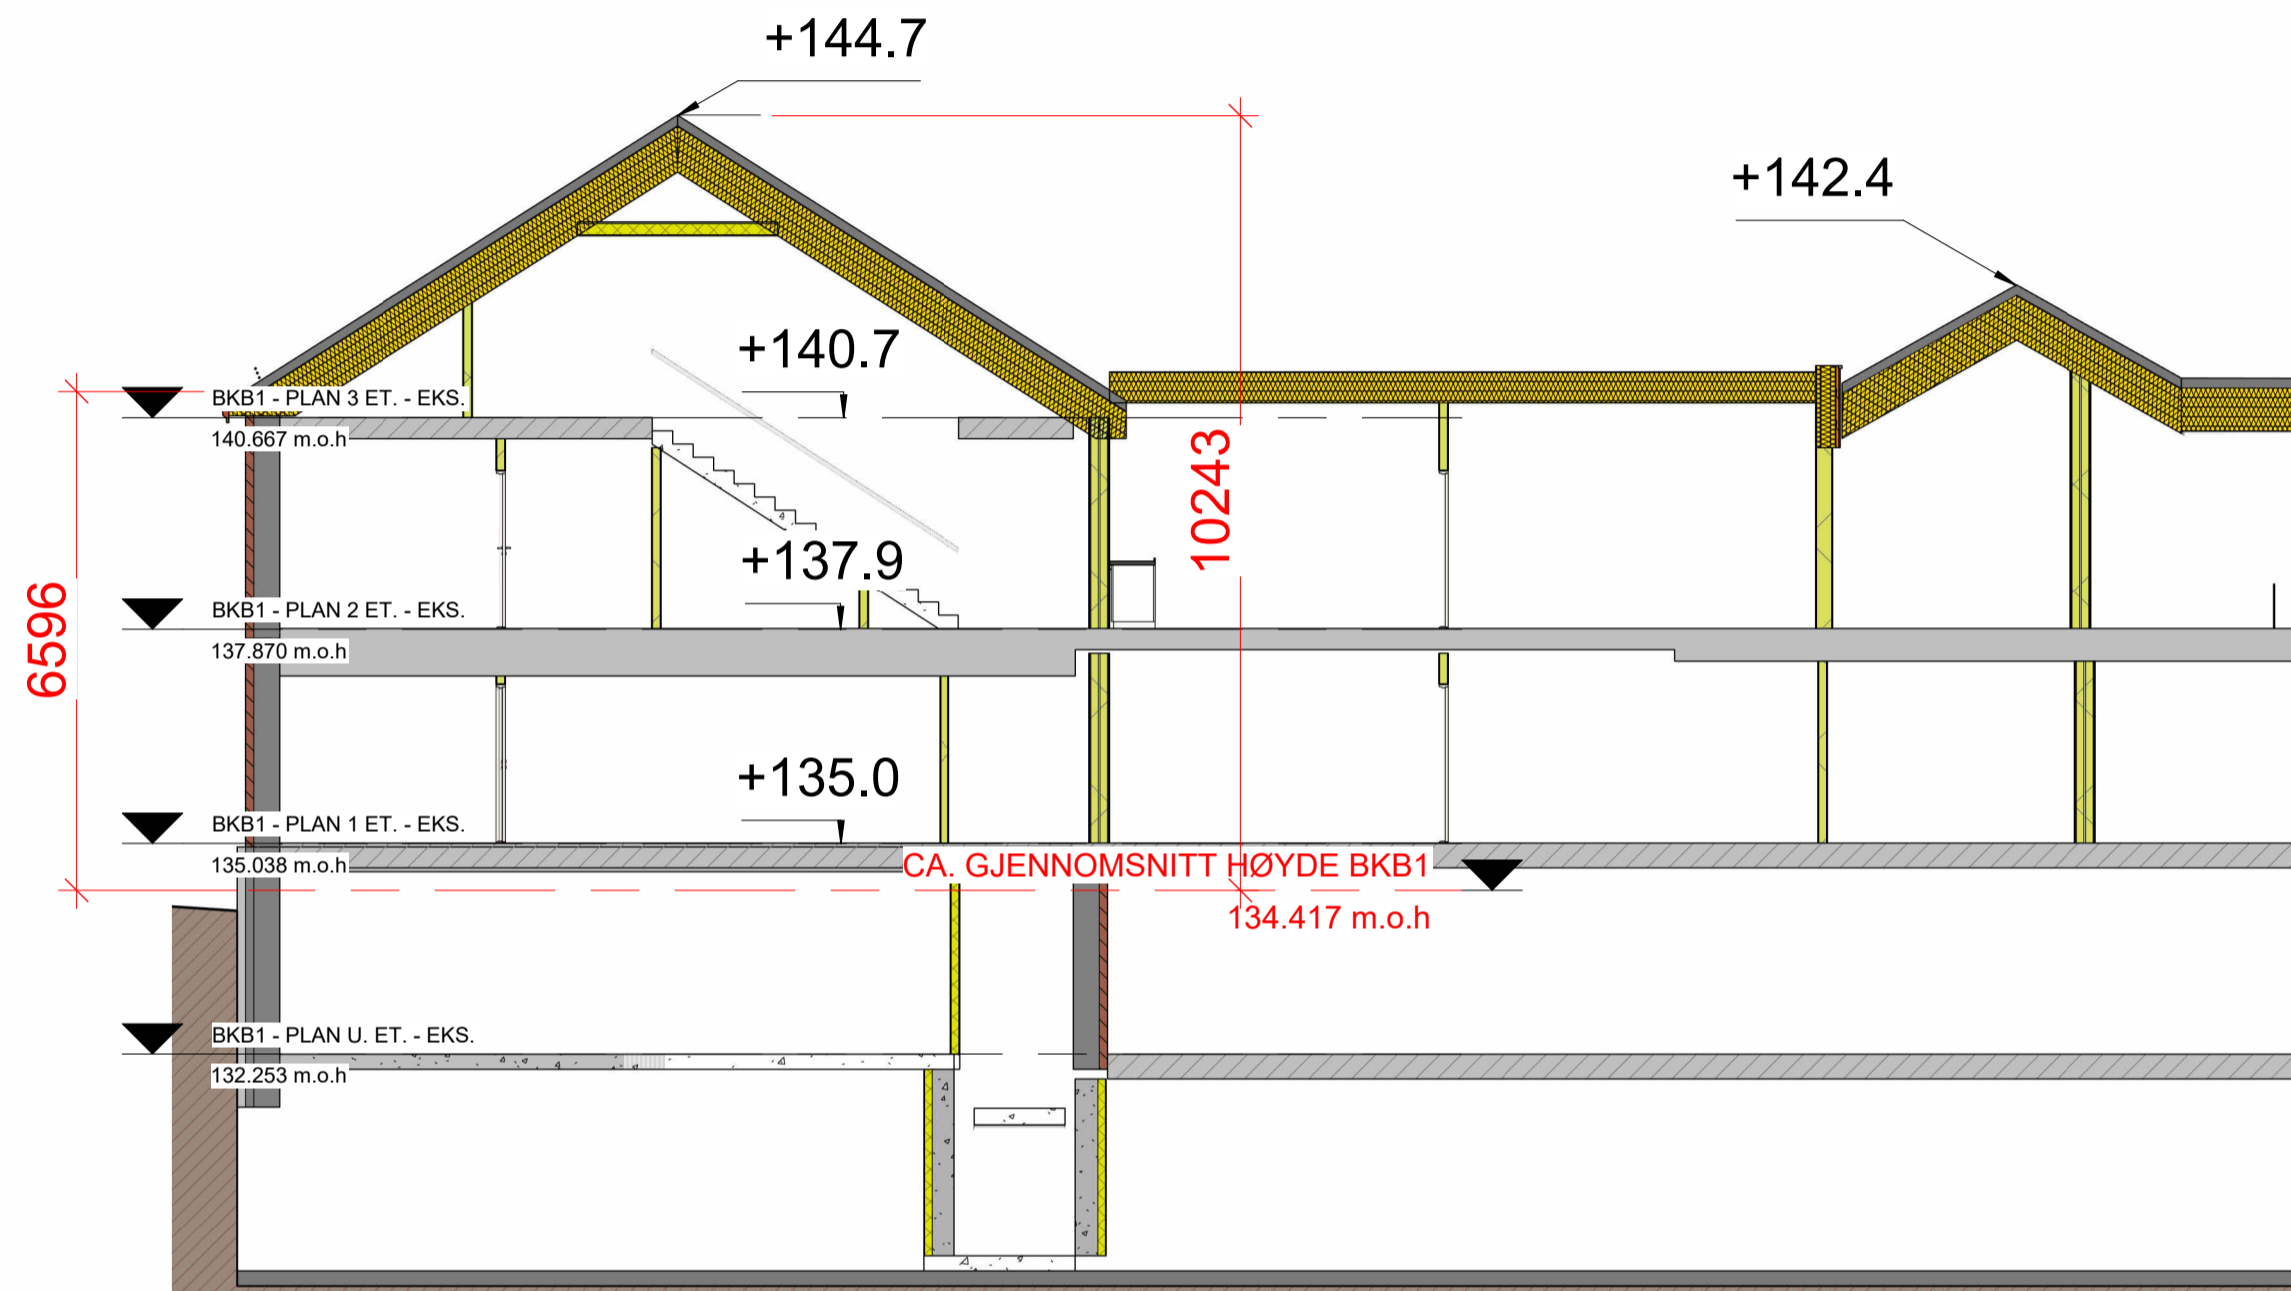 +144.7
+142.4
+140.7
BKB1 - PLAN 3 ET. - EKS.
140.667 m.o.h
10243
+137.9
6596
BKB1 - PLAN 2 ET. - EKS.
137.870 m.o.h
+135.0
BKB1 - PLAN 1 ET. - EKS.
135.038 m.o.h
CA. GJENNOMSNITT HØYDE BKB1
134.417 m.o.h
BKB1 - PLAN U. ET. - EKS.
132.253 m.o.h